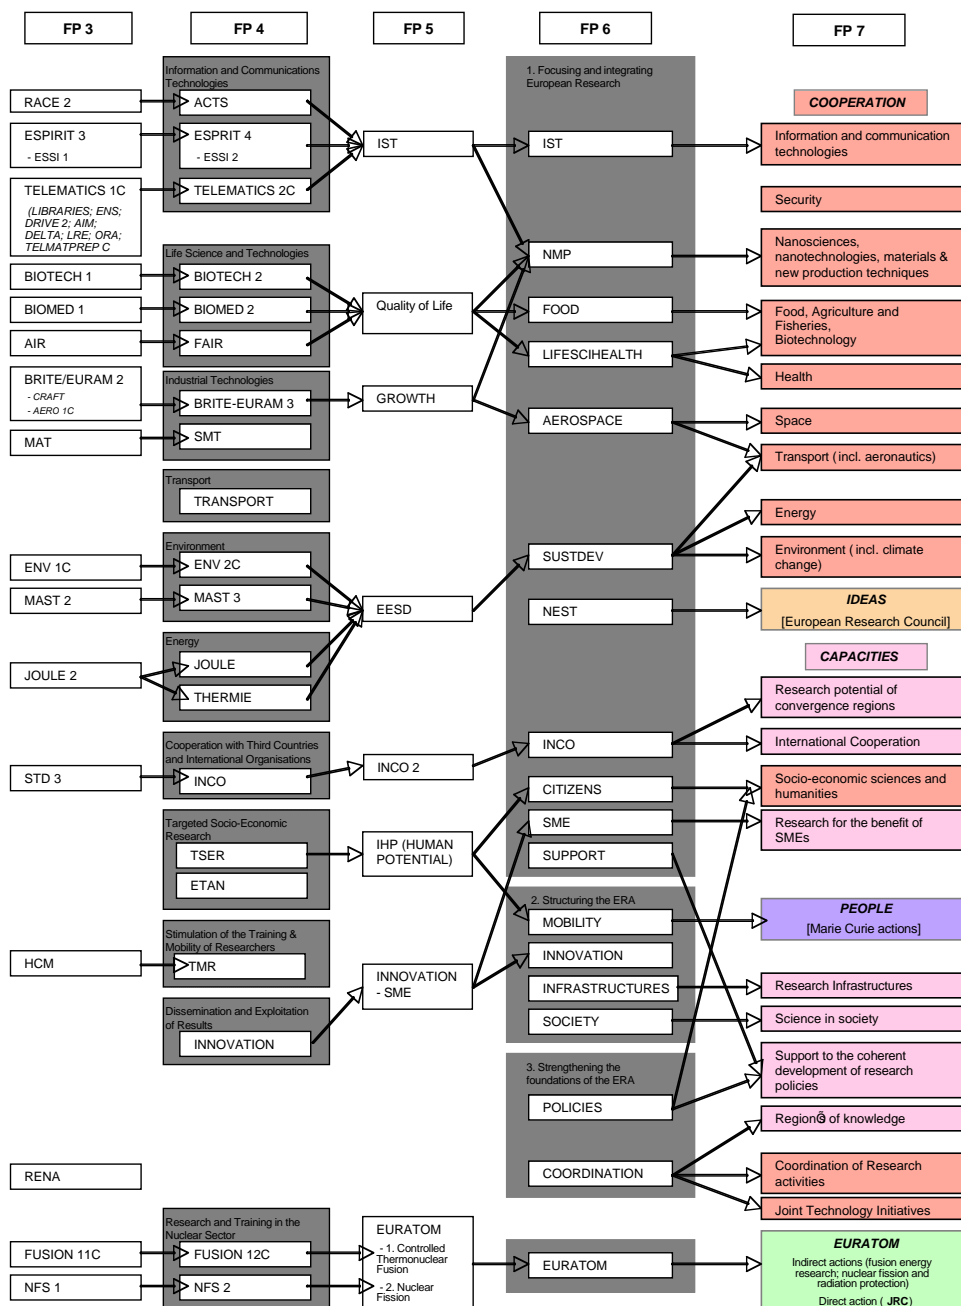 FP 3
FP 4
FP 5
FP 6
FP 7
RACE 2
ESPIRIT 3
- ESSI 1
TELEMATICS 1C
(LIBRARIES; ENS;
DRIVE 2; AIM;
DELTA; LRE; ORA;
TELMATPREP C
BIOTECH 1
BIOMED 1
AIR
BRITE/EURAM 2
- CRAFT
- AERO 1C
MAT
ENV 1C
MAST 2
JOULE 2
STD 3
HCM
RENA
FUSION 11C
NFS 1
Information and Communications
Technologies
ACTS
ESPRIT 4
- ESSI 2
TELEMATICS 2C
Life Science and Technologies
BIOTECH 2
BIOMED 2
FAIR
Industrial Technologies
BRITE-EURAM 3
SMT
Transport
TRANSPORT
Environment
ENV 2C
MAST 3
Energy
JOULE
THERMIE
Cooperation with Third Countries
and International Organisations
INCO
Targeted Socio-Economic
Research
TSER
ETAN
Stimulation of the Training &
Mobility of Researchers
TMR
Dissemination and Exploitation
of Results
INNOVATION
Research and Training in the
Nuclear Sector
FUSION 12C
NFS 2
IST
Quality of Life
GROWTH
EESD
INCO 2
IHP (HUMAN
POTENTIAL)
INNOVATION
- SME
EURATOM
- 1. Controlled
Thermonuclear
Fusion
- 2. Nuclear
Fission
1. Focusing and integrating
European Research
IST
NMP
FOOD
LIFESCIHEALTH
AEROSPACE
SUSTDEV
NEST
INCO
CITIZENS
SME
SUPPORT
2. Structuring the ERA
MOBILITY
INNOVATION
INFRASTRUCTURES
SOCIETY
3. Strengthening the
foundations of the ERA
POLICIES
COORDINATION
EURATOM
COOPERATION
Information and communication
technologies
Security
Nanosciences,
nanotechnologies, materials &
new production techniques
Food, Agriculture and
Fisheries,
Biotechnology
Health
Space
Transport (incl. aeronautics)
Energy
Environment (incl. climate
change)
IDEAS
[European Research Council]
CAPACITIES
Research potential of
convergence regions
International Cooperation
Socio-economic sciences and
humanities
Research for the benefit of
SMEs
PEOPLE
[Marie Curie actions]
Research Infrastructures
Science in society
Support to the coherent
development of research
policies
of knowledge
Coordination of Research
activities
Joint Technology Initiatives
EURATOM
Indirect actions (fusion energy
research; nuclear fission and
radiation protection)
Direct action ( JRC)